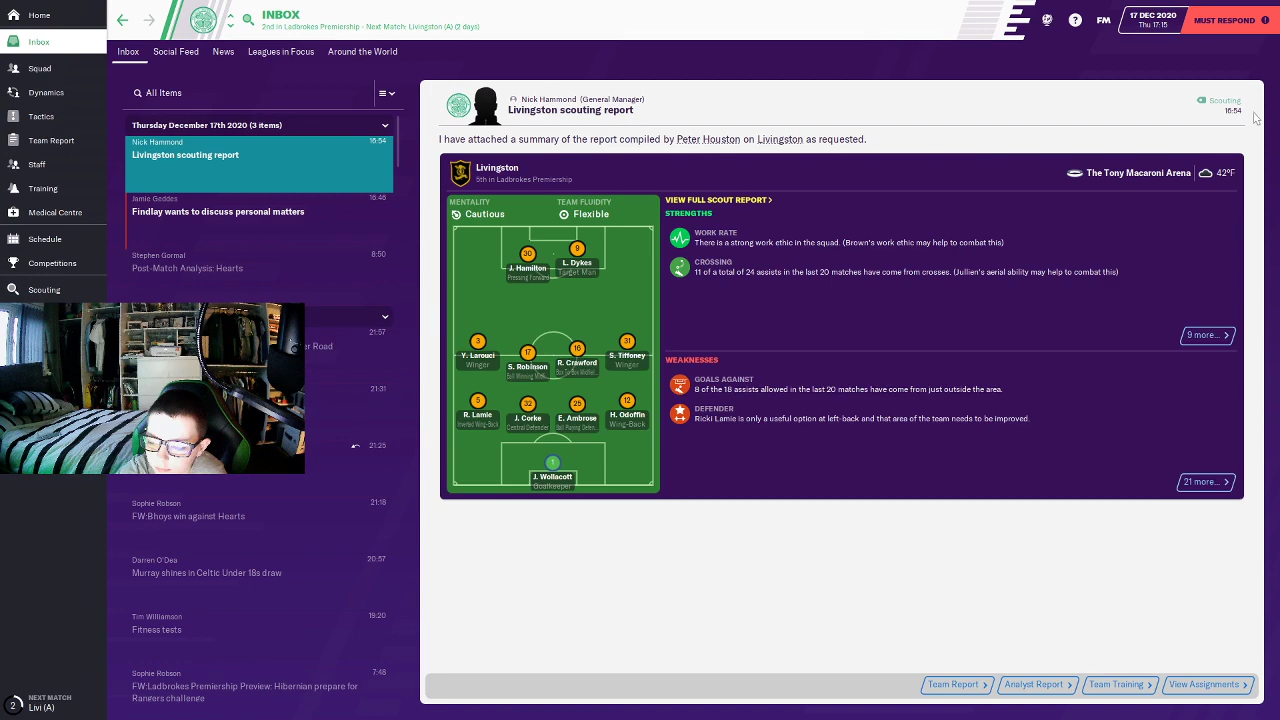 INBOX
2nd in Ladbrokes Premiership - Next Match: Livingston (A) (2 days)
?
FM
17 DEC 2020
Thu 17:15
MUST RESPOND
Inbox
Social Feed
News
Leagues in Focus
Around the World
Inbox
Squad
Dynamics
Tactics
Team Report
Staff
Training
Medical Centre
Competitions
Scouting
NEXT MATCH
2
Livi (A)
All Items
Thursday December 17th 2020 (3 items)
Nick Hammond
16:54
Livingston scouting report
Jamie Geddes
16:46
Findlay wants to discuss personal matters
Stephen Gormal
8:50
Post-Match Analysis: Hearts
21:57
er Road
21:31
21:25
Sophie Robson
21:18
FW:Bhoys win against Hearts
Darren O'Dea
20:57
Murray shines in Celtic Under 18s draw
Tim Williamson
19:20
Fitness tests
Sophie Robson
7:48
FW:Ladbrokes Premiership Preview: Hibernian prepare for
Rangers challenge
Nick Hammond (General Manager)
Livingston scouting report
Scouting
16:54
I have attached a summary of the report compiled by Peter Houston on Livingston as requested.
Livingston
5th in Ladbrokes Premiership
The Tony Macaroni Arena
42°F
MENTALITY
Cautious
TEAM FLUIDITY
Flexible
30
J. Hamilton
Pressing Forward
9
L. Dykes
Target Man
3
Y. Larouci
Winger
17
S. Robinson
16
R. Crawford
31
S. Tiffoney
Winger
5
R. Lamie
Inverted Wing-Back
32
J. Corke
Central Defender
25
E. Ambrose
Ball Playing Defen...
12
H. Odoffin
Wing-Back
1
J. Wollacott
Goalkeeper
VIEW FULL SCOUT REPORT >
STRENGTHS
WORK RATE
There is a strong work ethic in the squad. (Brown's work ethic may help to combat this)
CROSSING
11 of a total of 24 assists in the last 20 matches have come from crosses. (Jullien's aerial ability may help to combat this)
9 more... >
WEAKNESSES
GOALS AGAINST
8 of the 18 assists allowed in the last 20 matches have come from just outside the area.
DEFENDER
Ricki Lamie is only a useful option at left-back and that area of the team needs to be improved.
21 more... >
Team Report >
Analyst Report >
Team Training >
View Assignments >